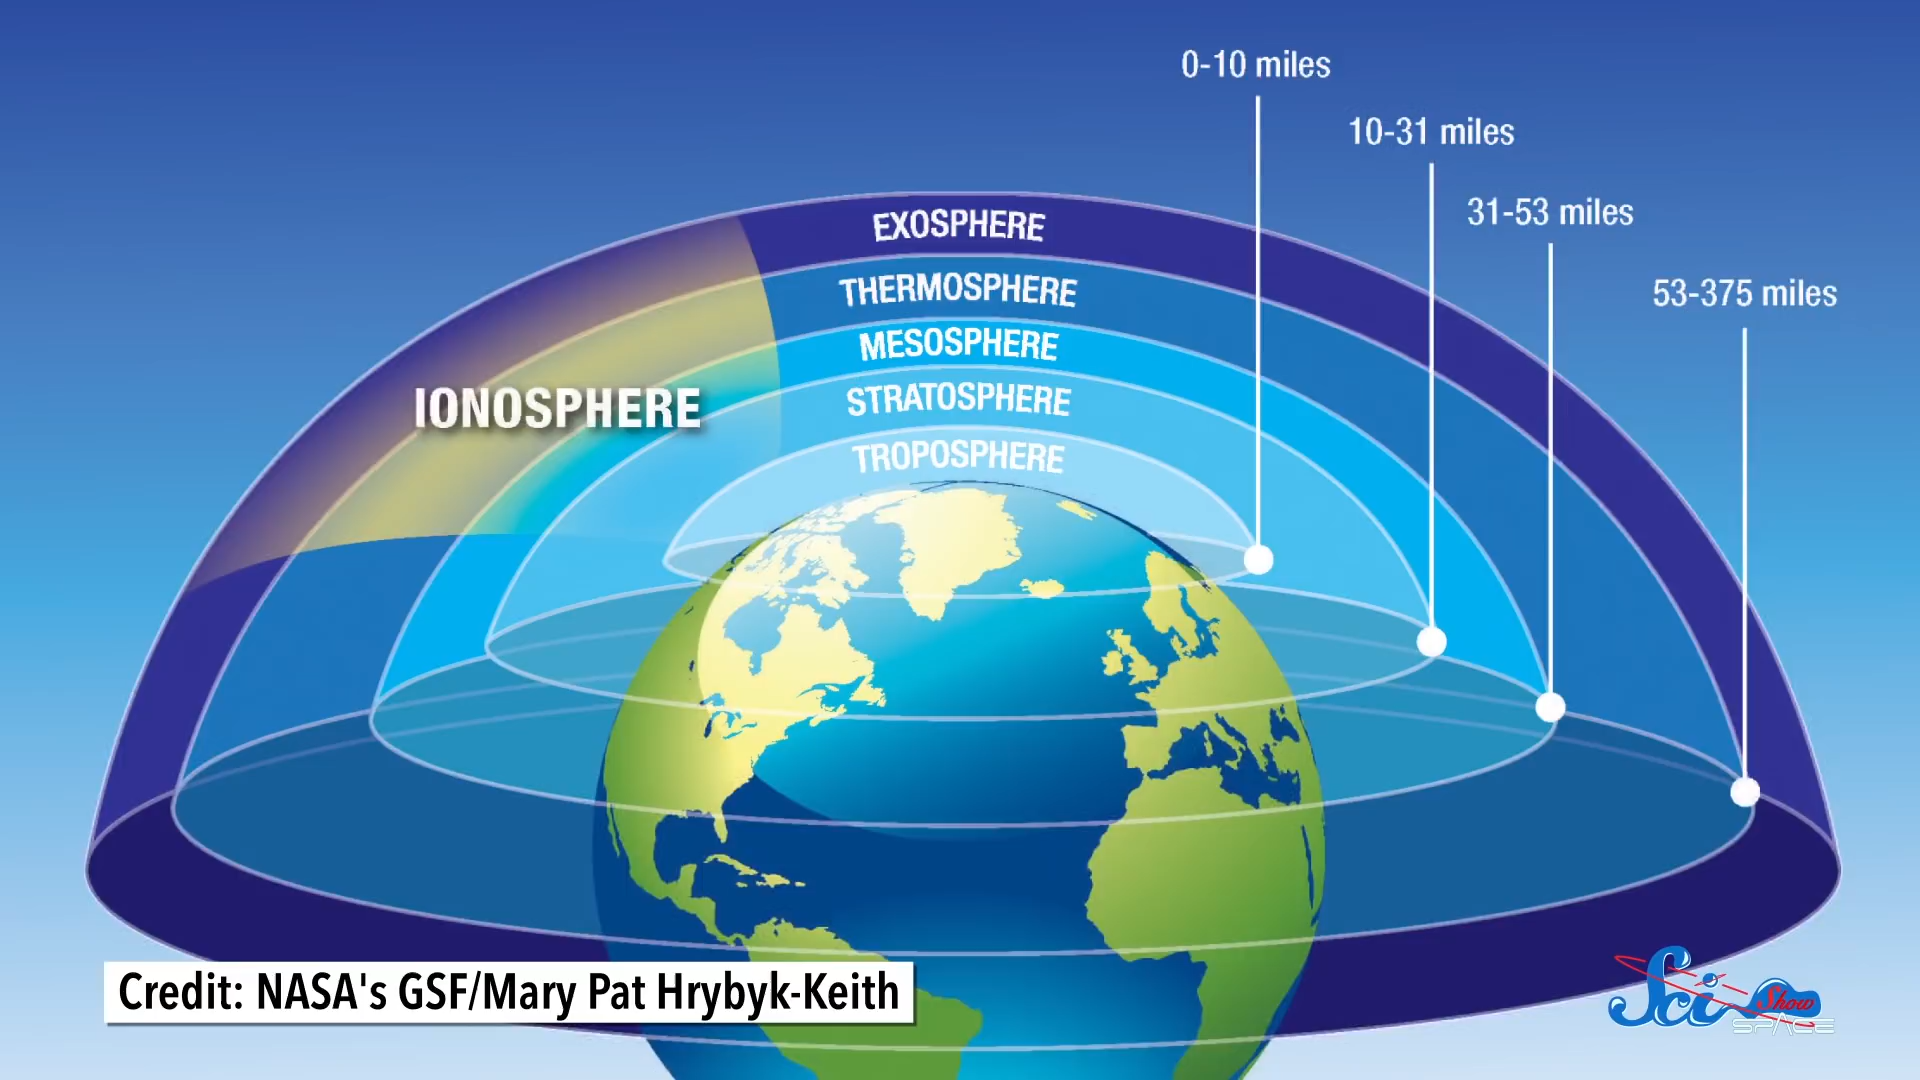 0-10 miles
10-31 miles
31-53 miles
53-375 miles
EXOSPHERE
THERMOSPHERE
MESOSPHERE
STRATOSPHERE
TROPOSPHERE
IONOSPHERE
Credit: NASA's GSF/Mary Pat Hrybyk-Keith
Sci Show
SPACE